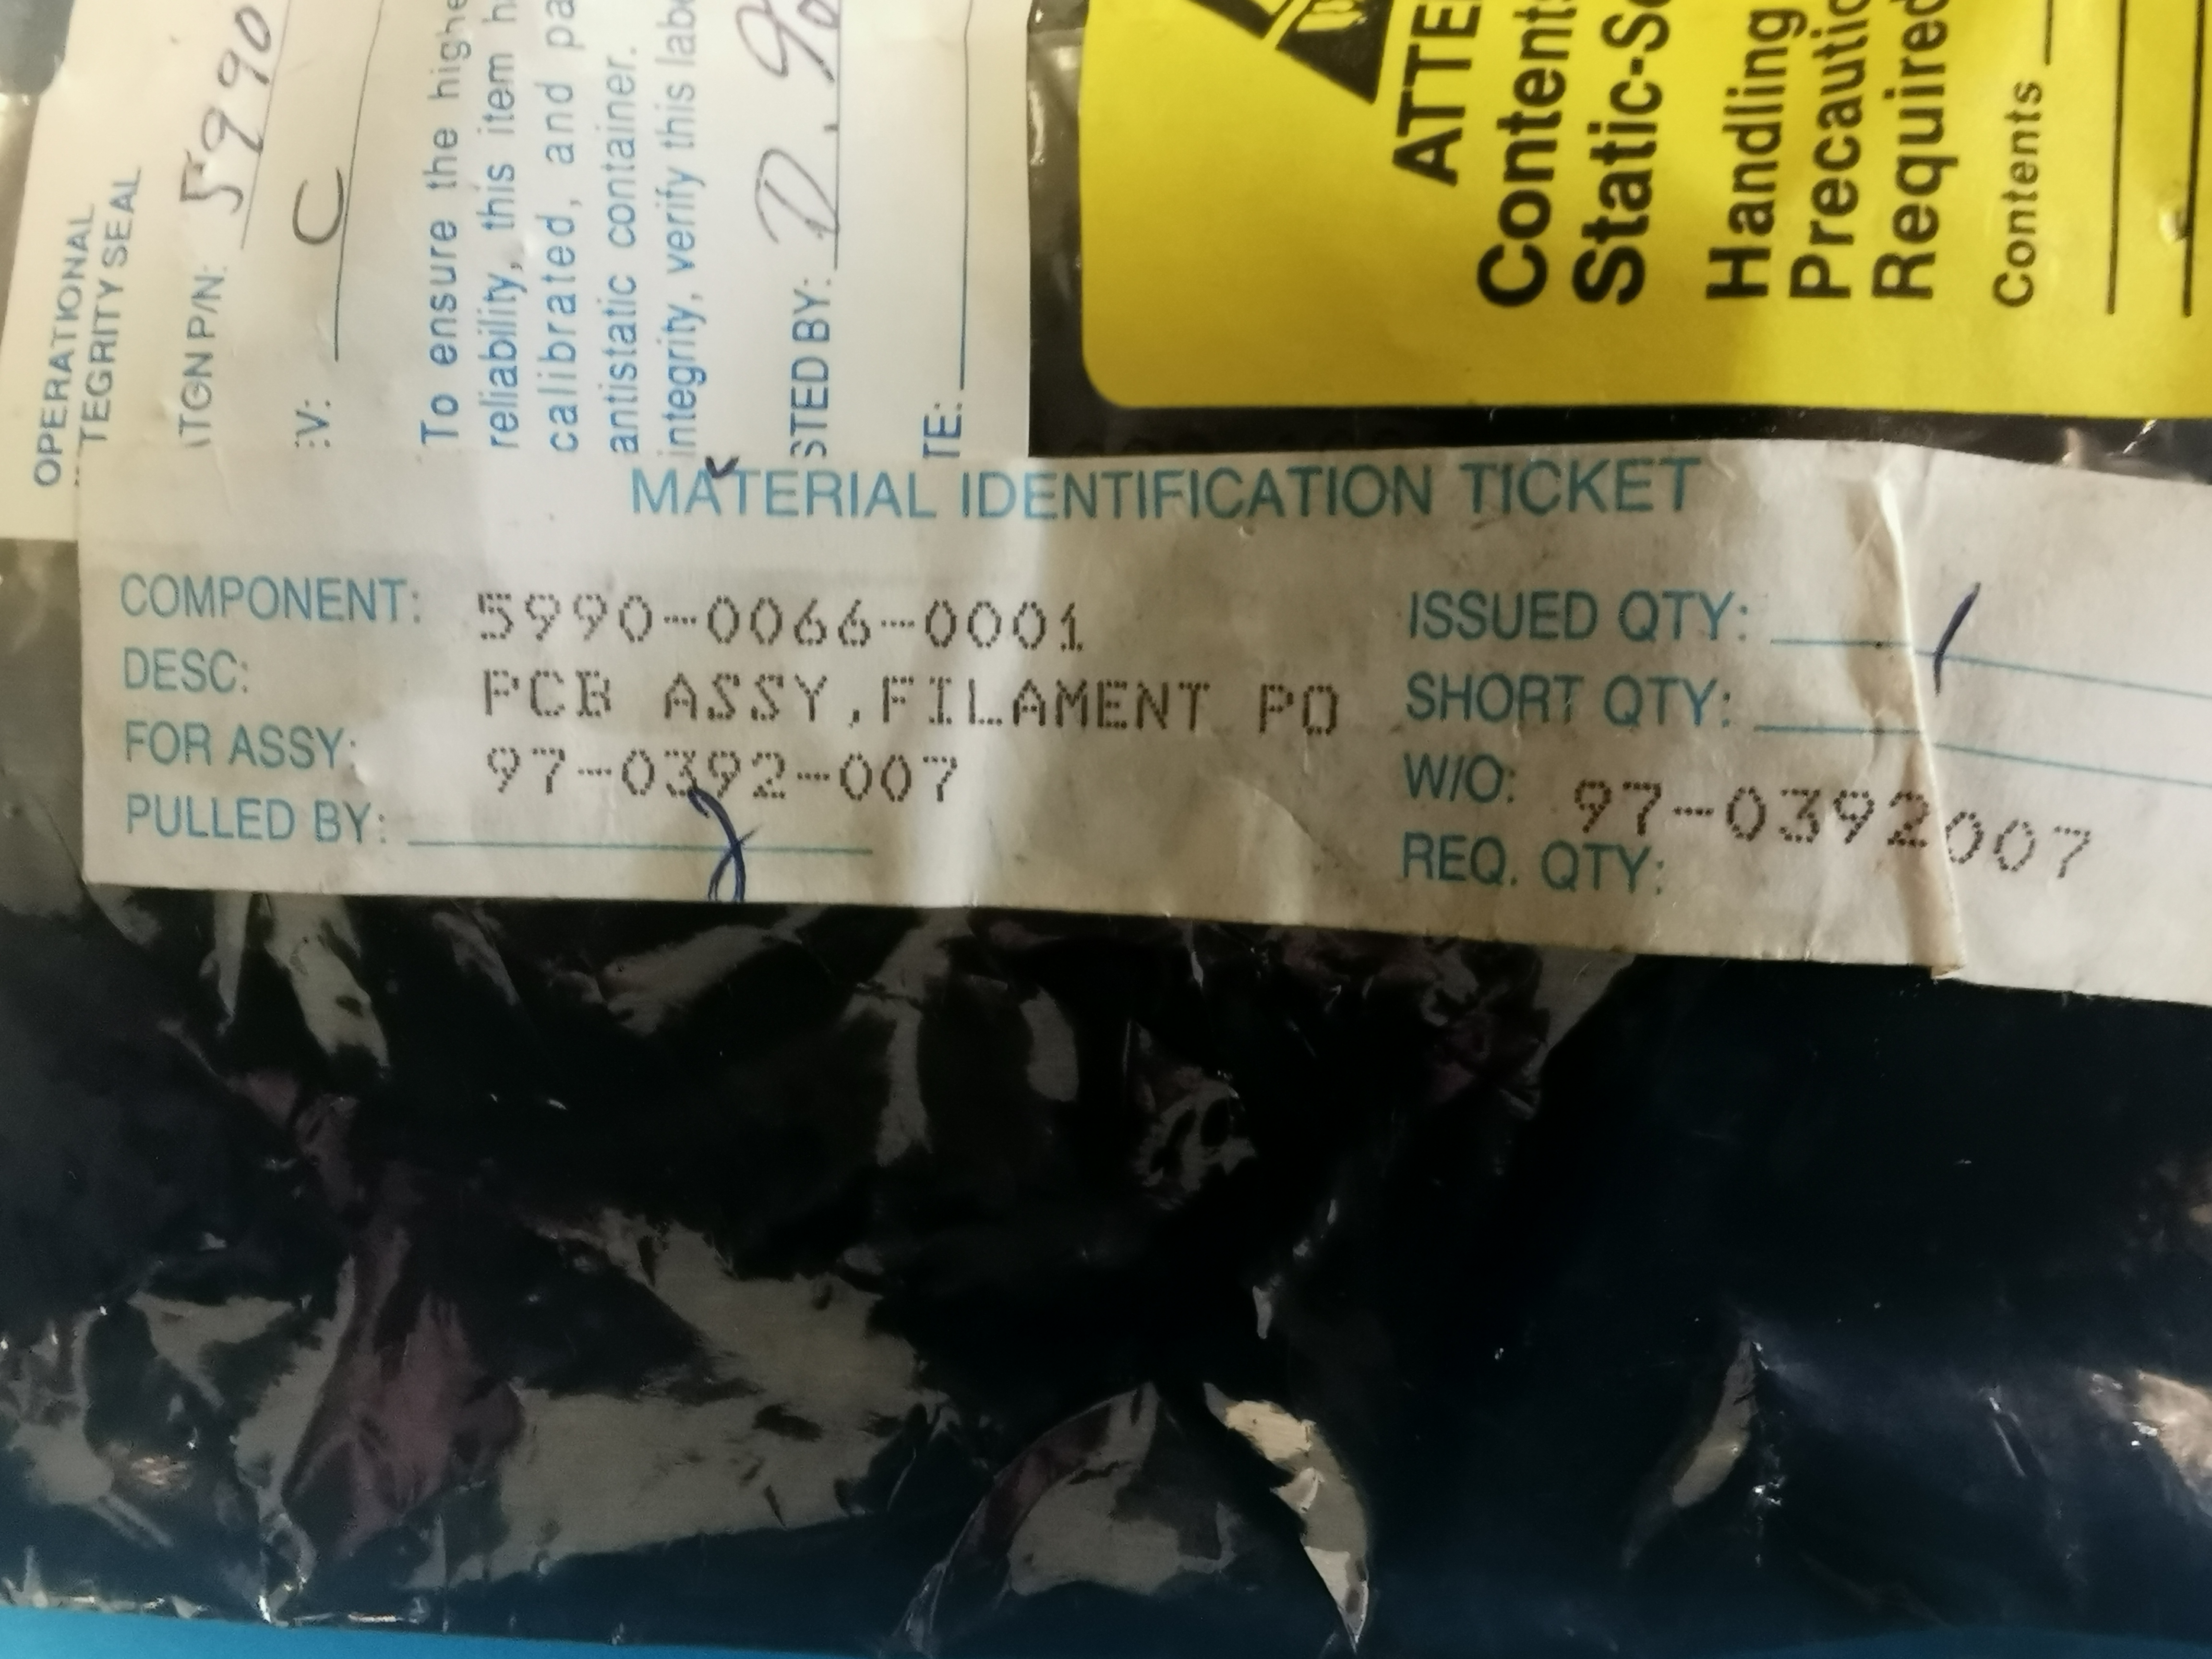 OPERATIONAL
TEGRITY SEAL
TGN P/N: 5990
V: C
To ensure the highe
reliability, this item h
calibrated, and pa
antistatic container.
integrity, verify this labe
STED BY: D.
TE:
ATTE
Content
Static-Se
Handling
Precautio
Required
Contents
MATERIAL IDENTIFICATION TICKET
COMPONENT: 5990-0066-0001
DESC: PCB ASSY,FILAMENT PO
FOR ASSY: 97-0392-007
PULLED BY:
ISSUED QTY: 1
SHORT QTY:
W/O: 97-0392007
REQ. QTY: